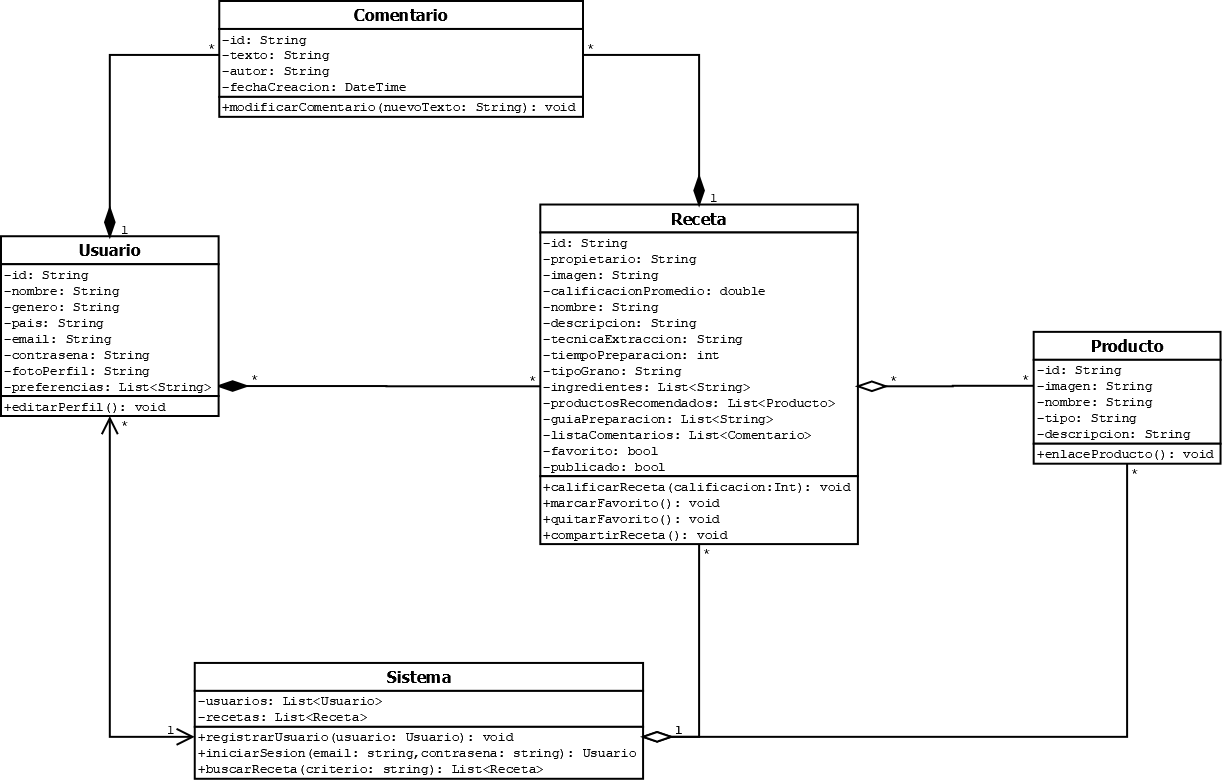 Comentario
-id: String
-texto: String
-autor: String
-fechaCreacion: DateTime
+modificarComentario(nuevoTexto: String): void
*
*
1
1
Usuario
-id: String
-nombre: String
-genero: String
-pais: String
-email: String
-contrasena: String
-fotoPerfil: String
-preferencias: List<String>
+editarPerfil(): void
*
*
*
Receta
-id: String
-propietario: String
-imagen: String
-calificacionPromedio: double
-nombre: String
-descripcion: String
-tecnicaExtraccion: String
-tiempoPreparacion: int
-tipoGrano: String
-ingredientes: List<String>
-productosRecomendados: List<Producto>
-guiaPreparacion: List<String>
-listaComentarios: List<Comentario>
-favorito: bool
-publicado: bool
+calificarReceta(calificacion:Int): void
+marcarFavorito(): void
+quitarFavorito(): void
+compartirReceta(): void
*
*
*
Producto
-id: String
-imagen: String
-nombre: String
-tipo: String
-descripcion: String
+enlaceProducto(): void
*
Sistema
-usuarios: List<Usuario>
-recetas: List<Receta>
+registrarUsuario(usuario: Usuario): void
+iniciarSesion(email: string,contrasena: string): Usuario
+buscarReceta(criterio: string): List<Receta>
1
1